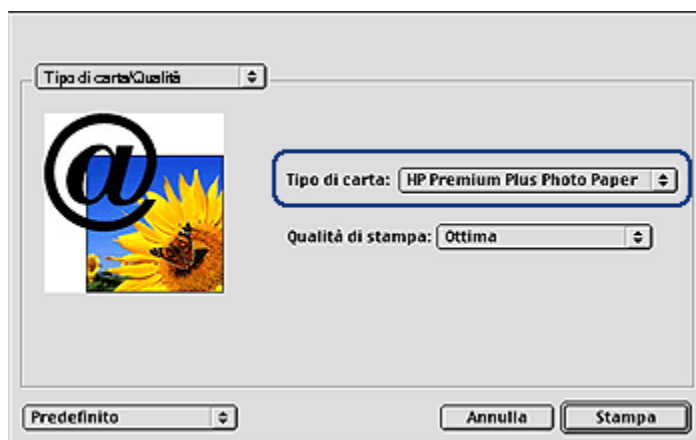 Tipo di carta/Qualità
@
Tipo di carta: HP Premium Plus Photo Paper
Qualità di stampa: Ottima
Predefinito
Annulla
Stampa